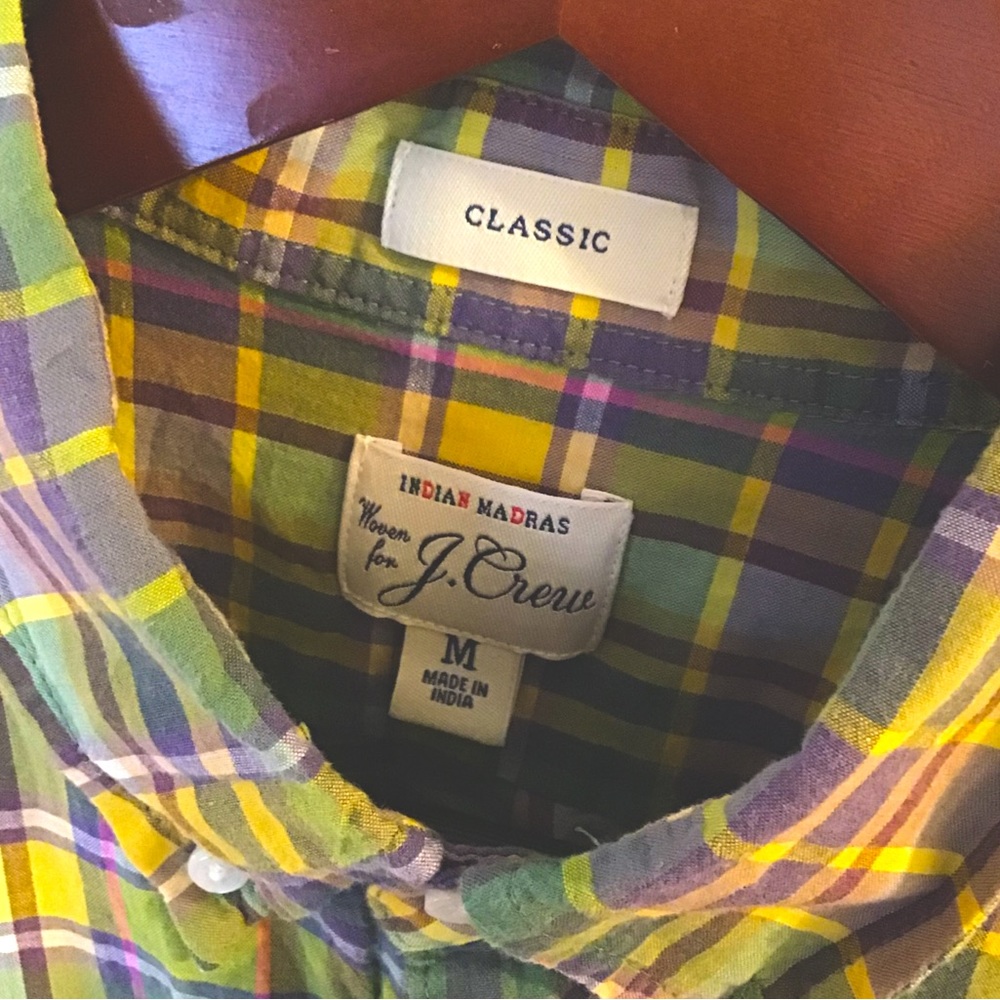 CLASSIC
INDIAN MADRAS
Woven
for J.Crew
M
MADE IN
INDIA